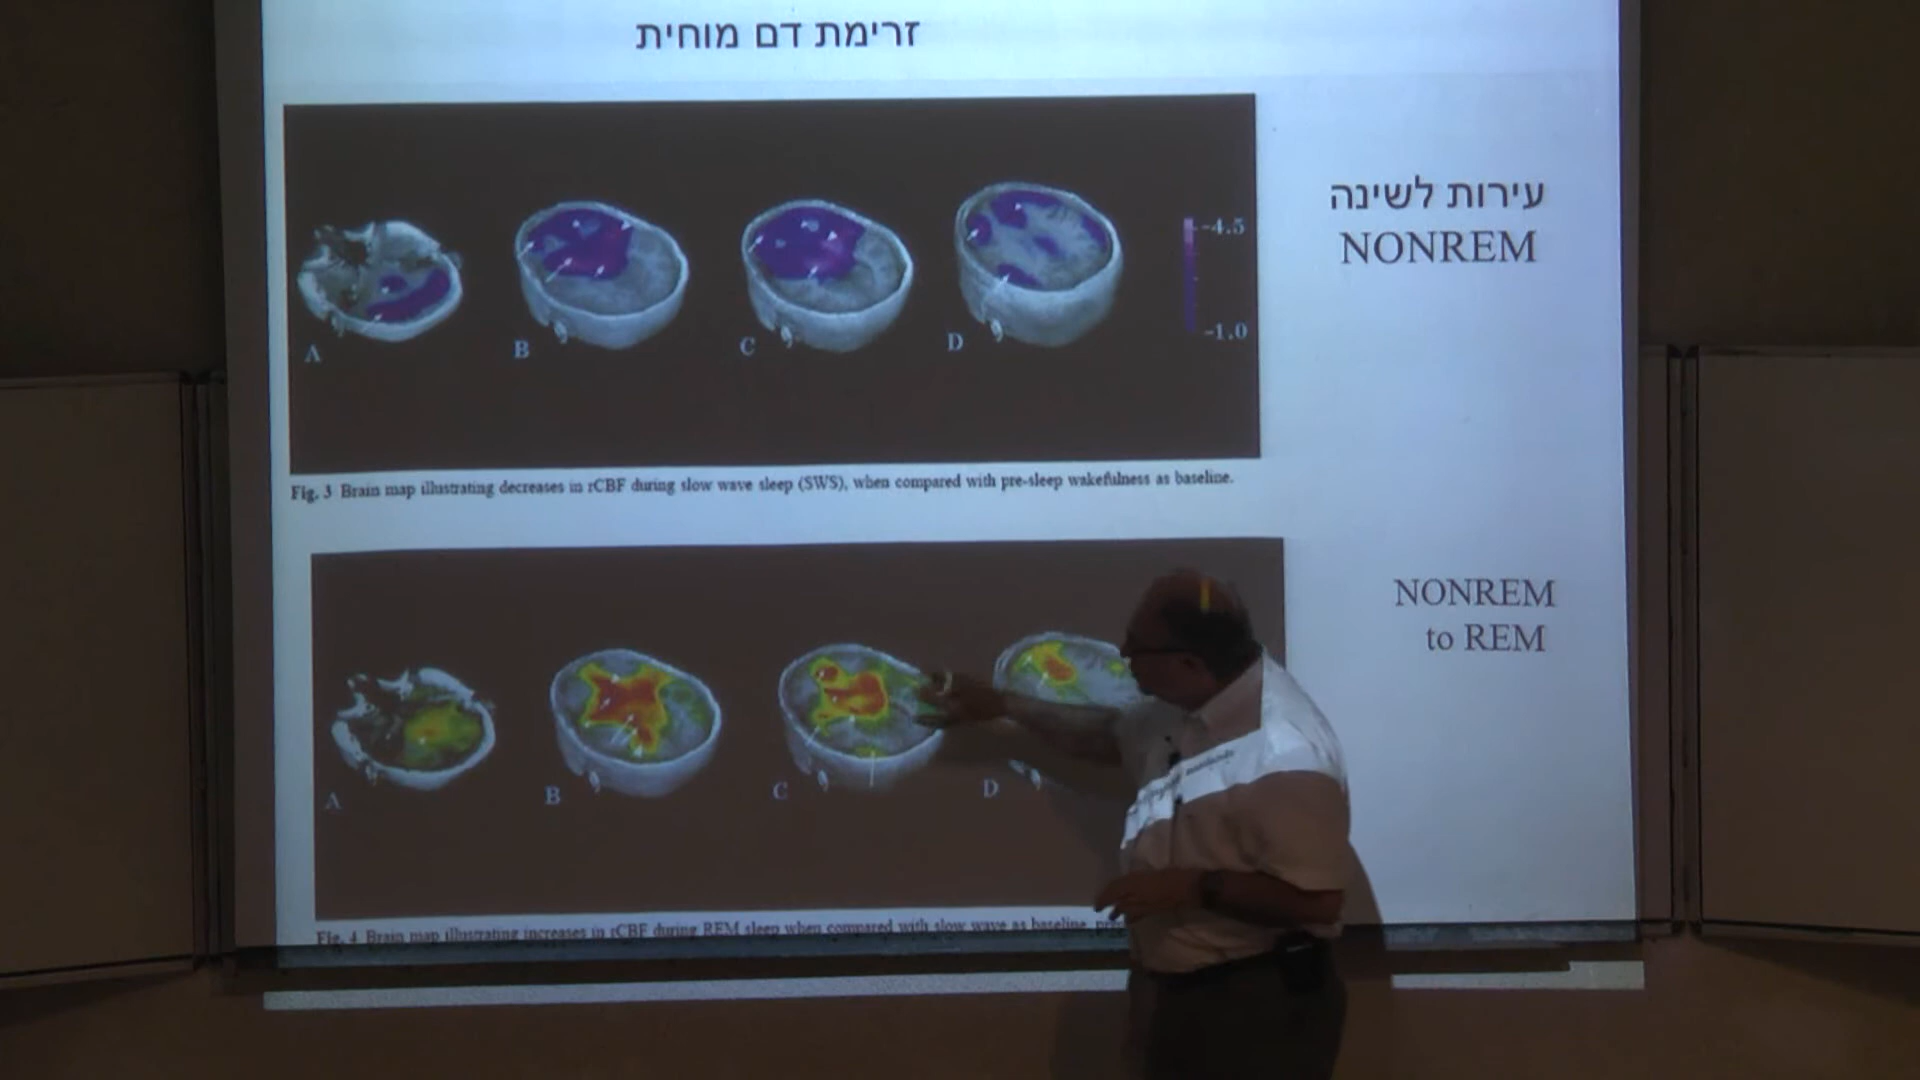 זרימת דם מוחית
עירות לשינה
NONREM
-4.5
-1.0
A
B
C
D
Fig. 3 Brain map illustrating decreases in rCBF during slow wave sleep (SWS), when compared with pre-sleep wakefulness as baseline.
NONREM
to REM
A
B
C
D
Fig. 4 Brain map illustrating increases in rCBF during REM sleep when compared with slow wave as baseline,